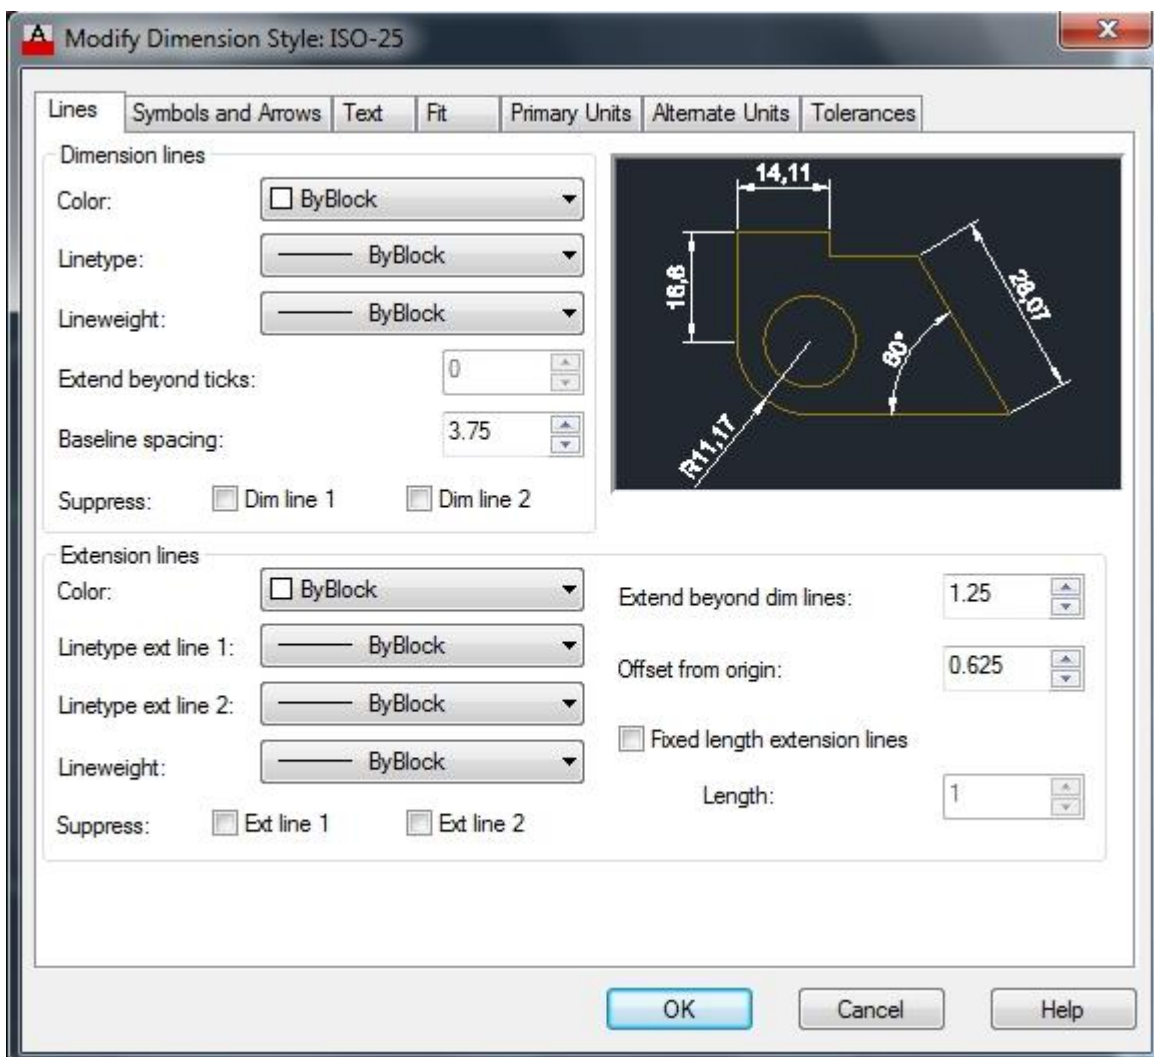 Modify Dimension Style: ISO-25
Lines Symbols and Arrows Text Fit Primary Units Alternate Units Tolerances
Dimension lines
Color: ByBlock
Linetype: ByBlock
Lineweight: ByBlock
Extend beyond ticks: 0
Baseline spacing: 3.75
Suppress: Dim line 1 Dim line 2
14,11
16,6
28,07
60°
R11,17
Extension lines
Color: ByBlock
Linetype ext line 1: ByBlock
Linetype ext line 2: ByBlock
Lineweight: ByBlock
Suppress: Ext line 1 Ext line 2
Extend beyond dim lines: 1.25
Offset from origin: 0.625
Fixed length extension lines
Length: 1
OK Cancel Help